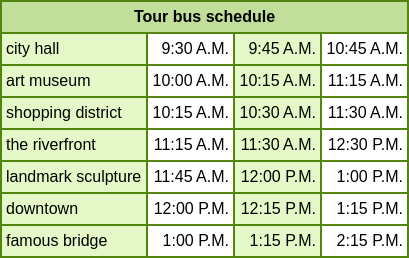 Tour bus schedule
city hall 9:30 A.M. 9:45 A.M. 10:45 A.M.
art museum 10:00 A.M. 10:15 A.M. 11:15 A.M.
shopping district 10:15 A.M. 10:30 A.M. 11:30 A.M.
the riverfront 11:15 A.M. 11:30 A.M. 12:30 P.M.
landmark sculpture 11:45 A.M. 12:00 P.M. 1:00 P.M.
downtown 12:00 P.M. 12:15 P.M. 1:15 P.M.
famous bridge 1:00 P.M. 1:15 P.M. 2:15 P.M.